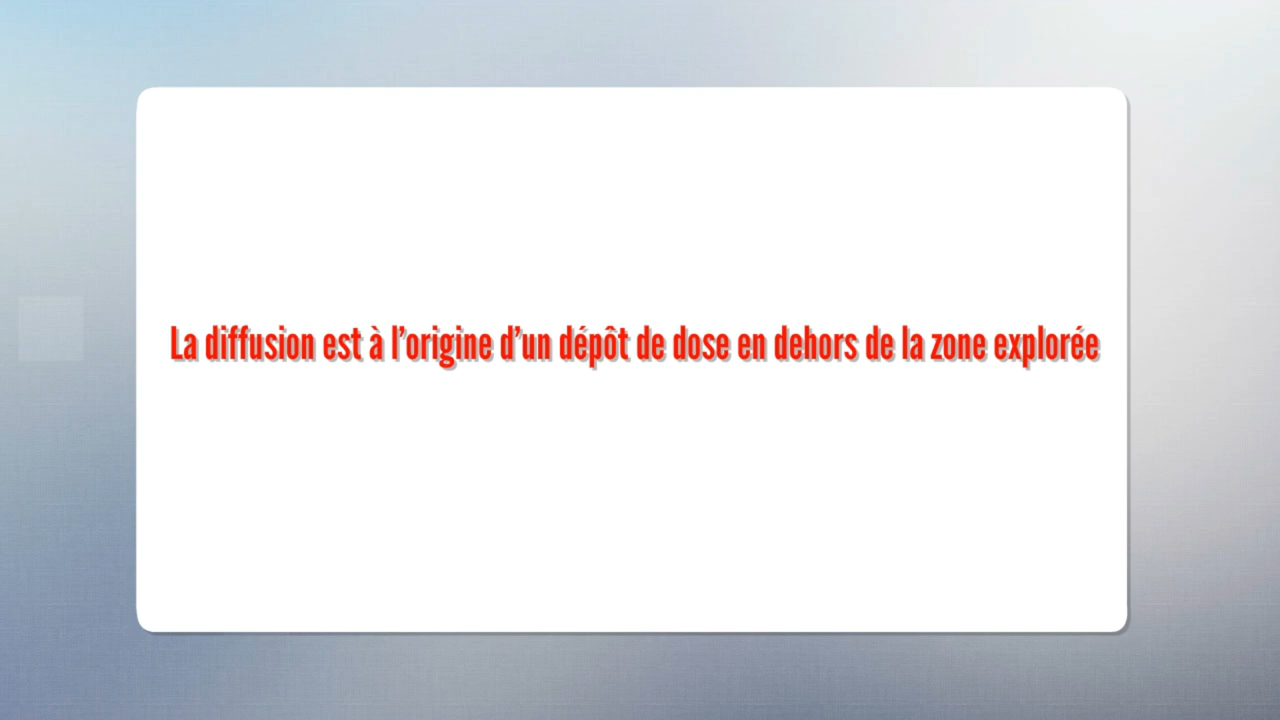 La diffusion est à l’origine d’un dépôt de dose en dehors de la zone explorée